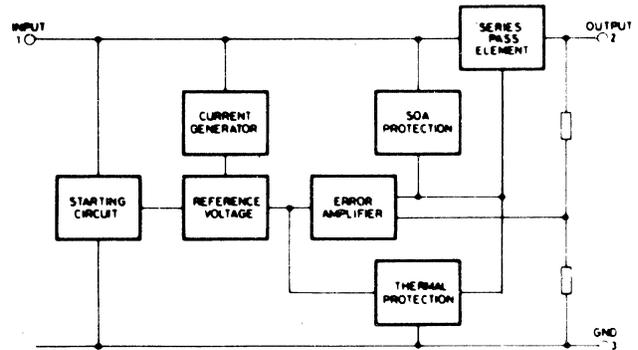 INPUT
1
SERIES
PASS
ELEMENT
OUTPUT
2
CURRENT
GENERATOR
SOA
PROTECTION
STARTING
CIRCUIT
REFERENCE
VOLTAGE
ERROR
AMPLIFIER
THERMAL
PROTECTION
GND
3